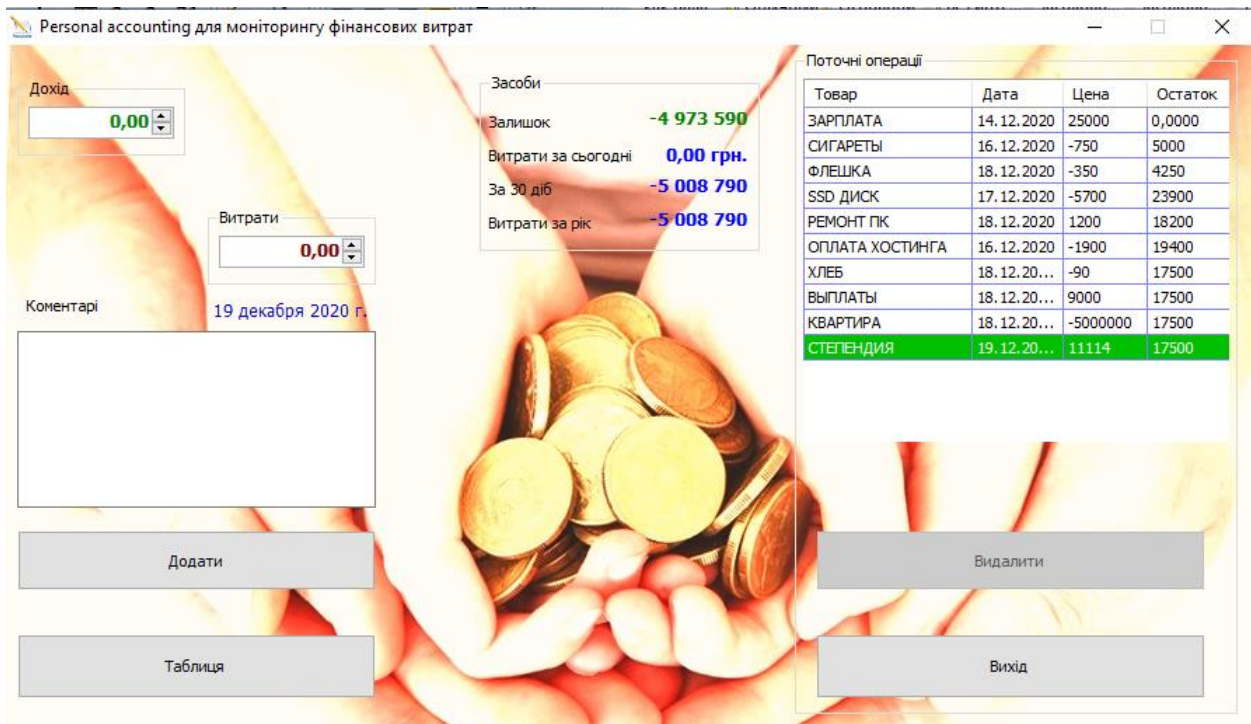 Personal accounting для моніторингу фінансових витрат
Дохід
0,00
Витрати
0,00
Коментарі
19 декабря 2020 г.
Додати
Таблиця
Засоби
Залишок -4 973 590
Витрати за сьогодні 0,00 грн.
За 30 діб -5 008 790
Витрати за рік -5 008 790
Поточні операції
Товар Дата Цена Остаток
ЗАРПЛАТА 14.12.2020 25000 0,0000
СИГАРЕТЫ 16.12.2020 -750 5000
ФЛЕШКА 18.12.2020 -350 4250
SSD ДИСК 17.12.2020 -5700 23900
РЕМОНТ ПК 18.12.2020 1200 18200
ОПЛАТА ХОСТИНГА 16.12.2020 -1900 19400
ХЛЕБ 18.12.20... -90 17500
ВЫПЛАТЫ 18.12.20... 9000 17500
КВАРТИРА 18.12.20... -5000000 17500
СТЕПЕНДИЯ 19.12.20... 11114 17500
Видалити
Вихід